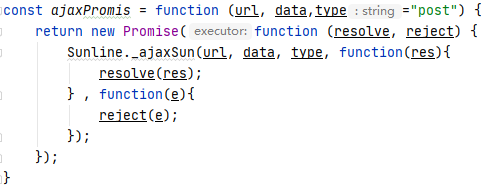 const ajaxPromis = function (url, data,type : string ="post") {
return new Promise( executor: function (resolve, reject) {
Sunline._ajaxSun(url, data, type, function(res){
resolve(res);
} , function(e){
reject(e);
});
});
}